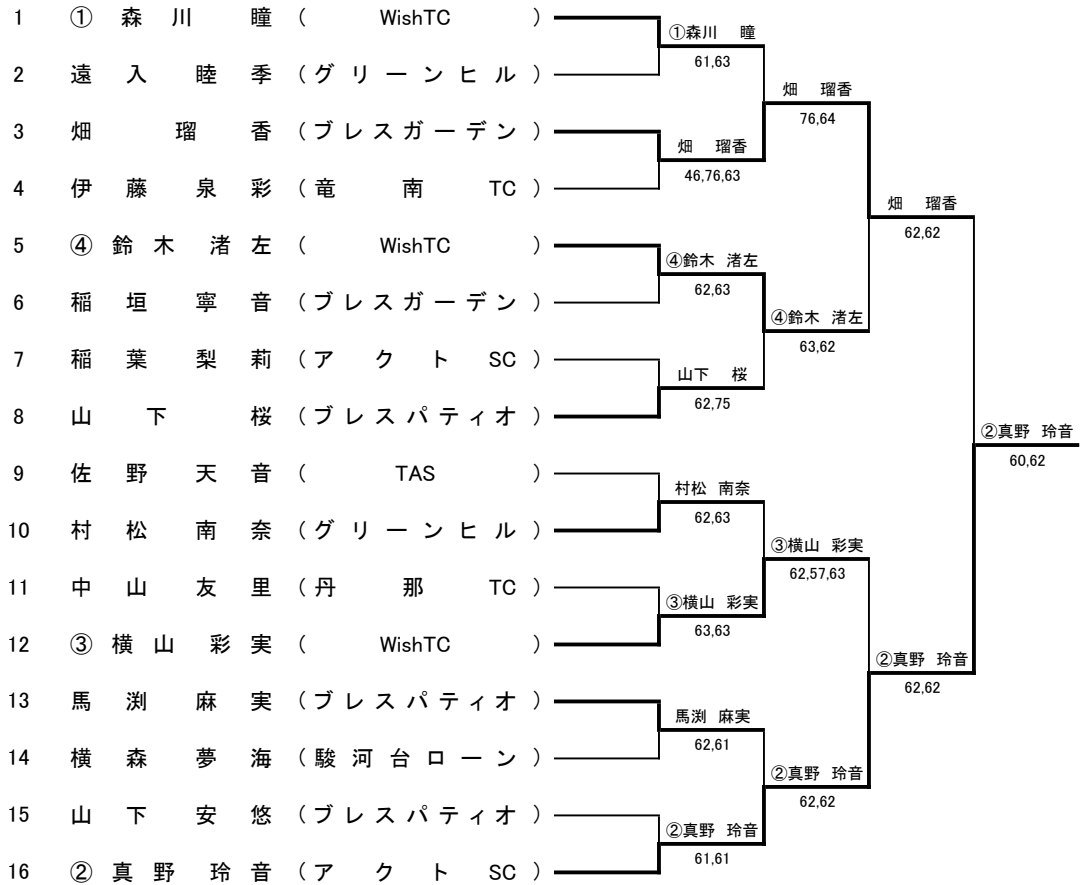 1 ① 森川 瞳 ( WishTC )
①森川 瞳
2 遠入 睦季 (グリーンヒル)
61,63
畑 瑠香
3 畑 瑠香 (ブレスガーデン)
76,64
畑 瑠香
4 伊藤 泉彩 (竜南TC)
46,76,63
畑 瑠香
5 ④ 鈴木 渚左 ( WishTC )
62,62
④鈴木 渚左
6 稲垣 寧音 (ブレスガーデン)
62,63
④鈴木 渚左
7 稲葉 梨莉 (アクトSC)
63,62
山下 桜
8 山下 桜 (ブレスパティオ)
62,75
②真野 玲音
9 佐野 天音 ( TAS )
60,62
村松 南奈
10 村松 南奈 (グリーンヒル)
62,63
③横山 彩実
11 中山 友里 (丹那TC)
62,57,63
③横山 彩実
12 ③ 横山 彩実 ( WishTC )
63,63
②真野 玲音
13 馬渕 麻実 (ブレスパティオ)
62,62
馬渕 麻実
14 横森 夢海 (駿河台ローン)
62,61
②真野 玲音
15 山下 安悠 (ブレスパティオ)
62,62
②真野 玲音
16 ② 真野 玲音 (アクトSC)
61,61